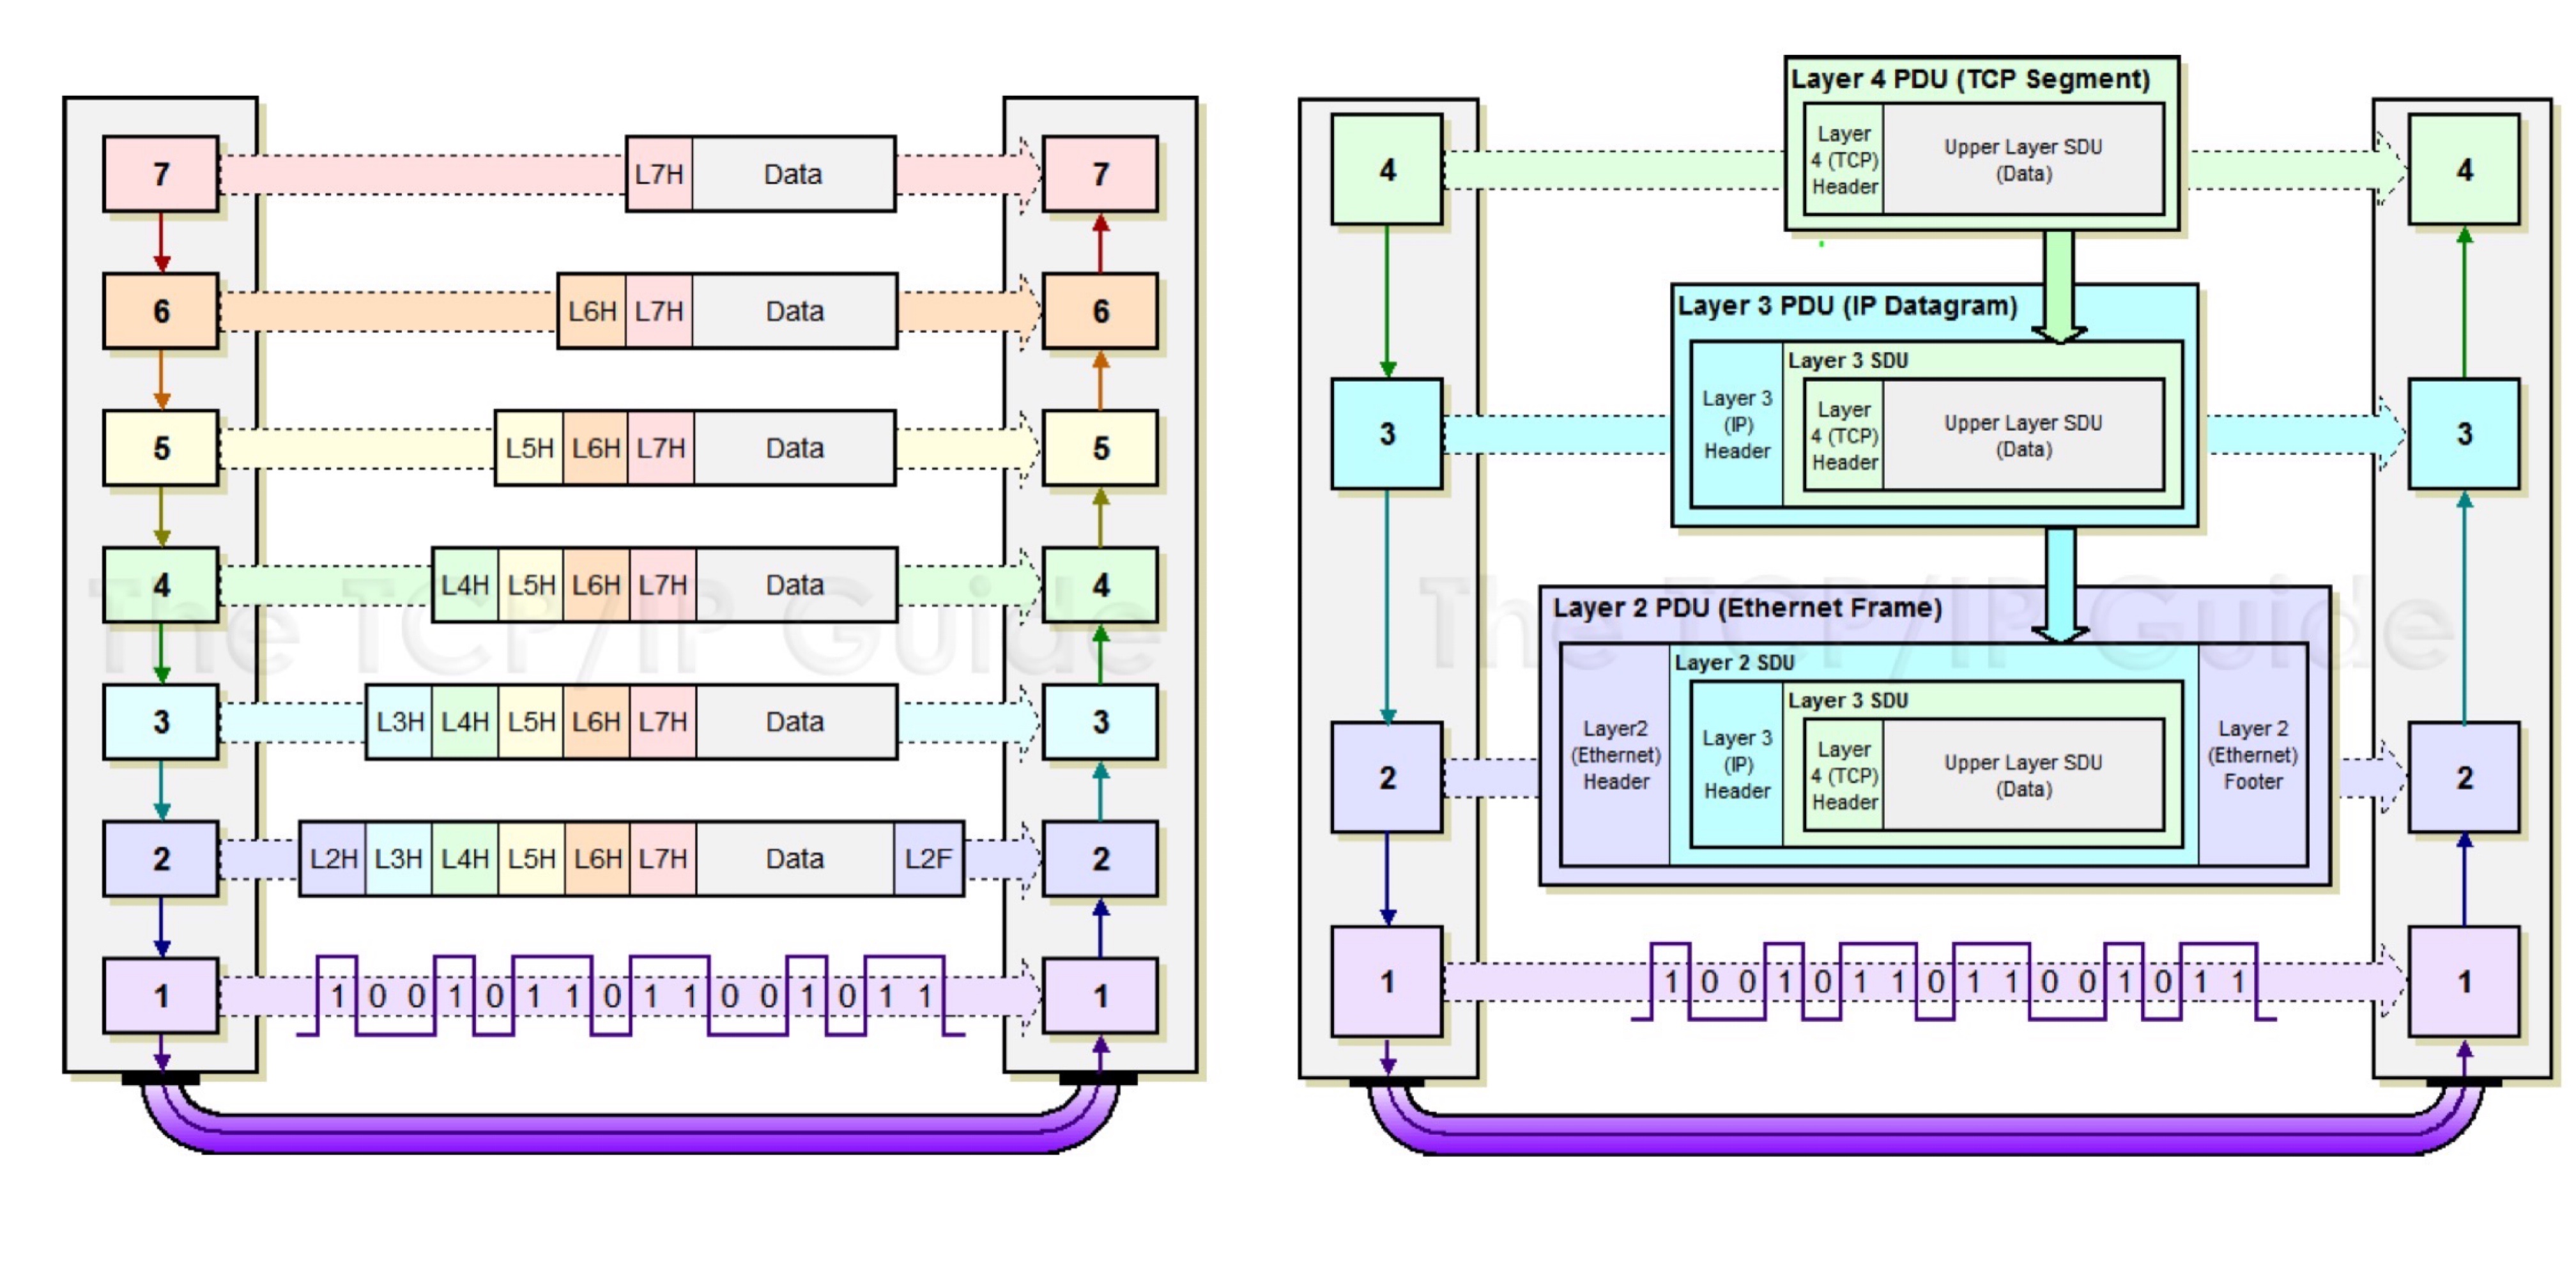 7
L7H Data
7
6
L6H L7H Data
6
5
L5H L6H L7H Data
5
4
L4H L5H L6H L7H Data
4
3
L3H L4H L5H L6H L7H Data
3
2
L2H L3H L4H L5H L6H L7H Data L2F
2
1
1 0 0 1 0 1 1 0 1 1 0 0 1 0 1 1
1
The TCP/IP Guide
Layer 4 PDU (TCP Segment)
4
Layer
4 (TCP)
Header
Upper Layer SDU
(Data)
4
Layer 3 PDU (IP Datagram)
3
Layer 3
(IP)
Header
Layer 3 SDU
Layer
4 (TCP)
Header
Upper Layer SDU
(Data)
3
Layer 2 PDU (Ethernet Frame)
2
Layer2
(Ethernet)
Header
Layer 2 SDU
Layer 3
(IP)
Header
Layer 3 SDU
Layer
4 (TCP)
Header
Upper Layer SDU
(Data)
Layer 2
(Ethernet)
Footer
2
1
1 0 0 1 0 1 1 0 1 1 0 0 1 0 1 1
1
The TCP/IP Guide